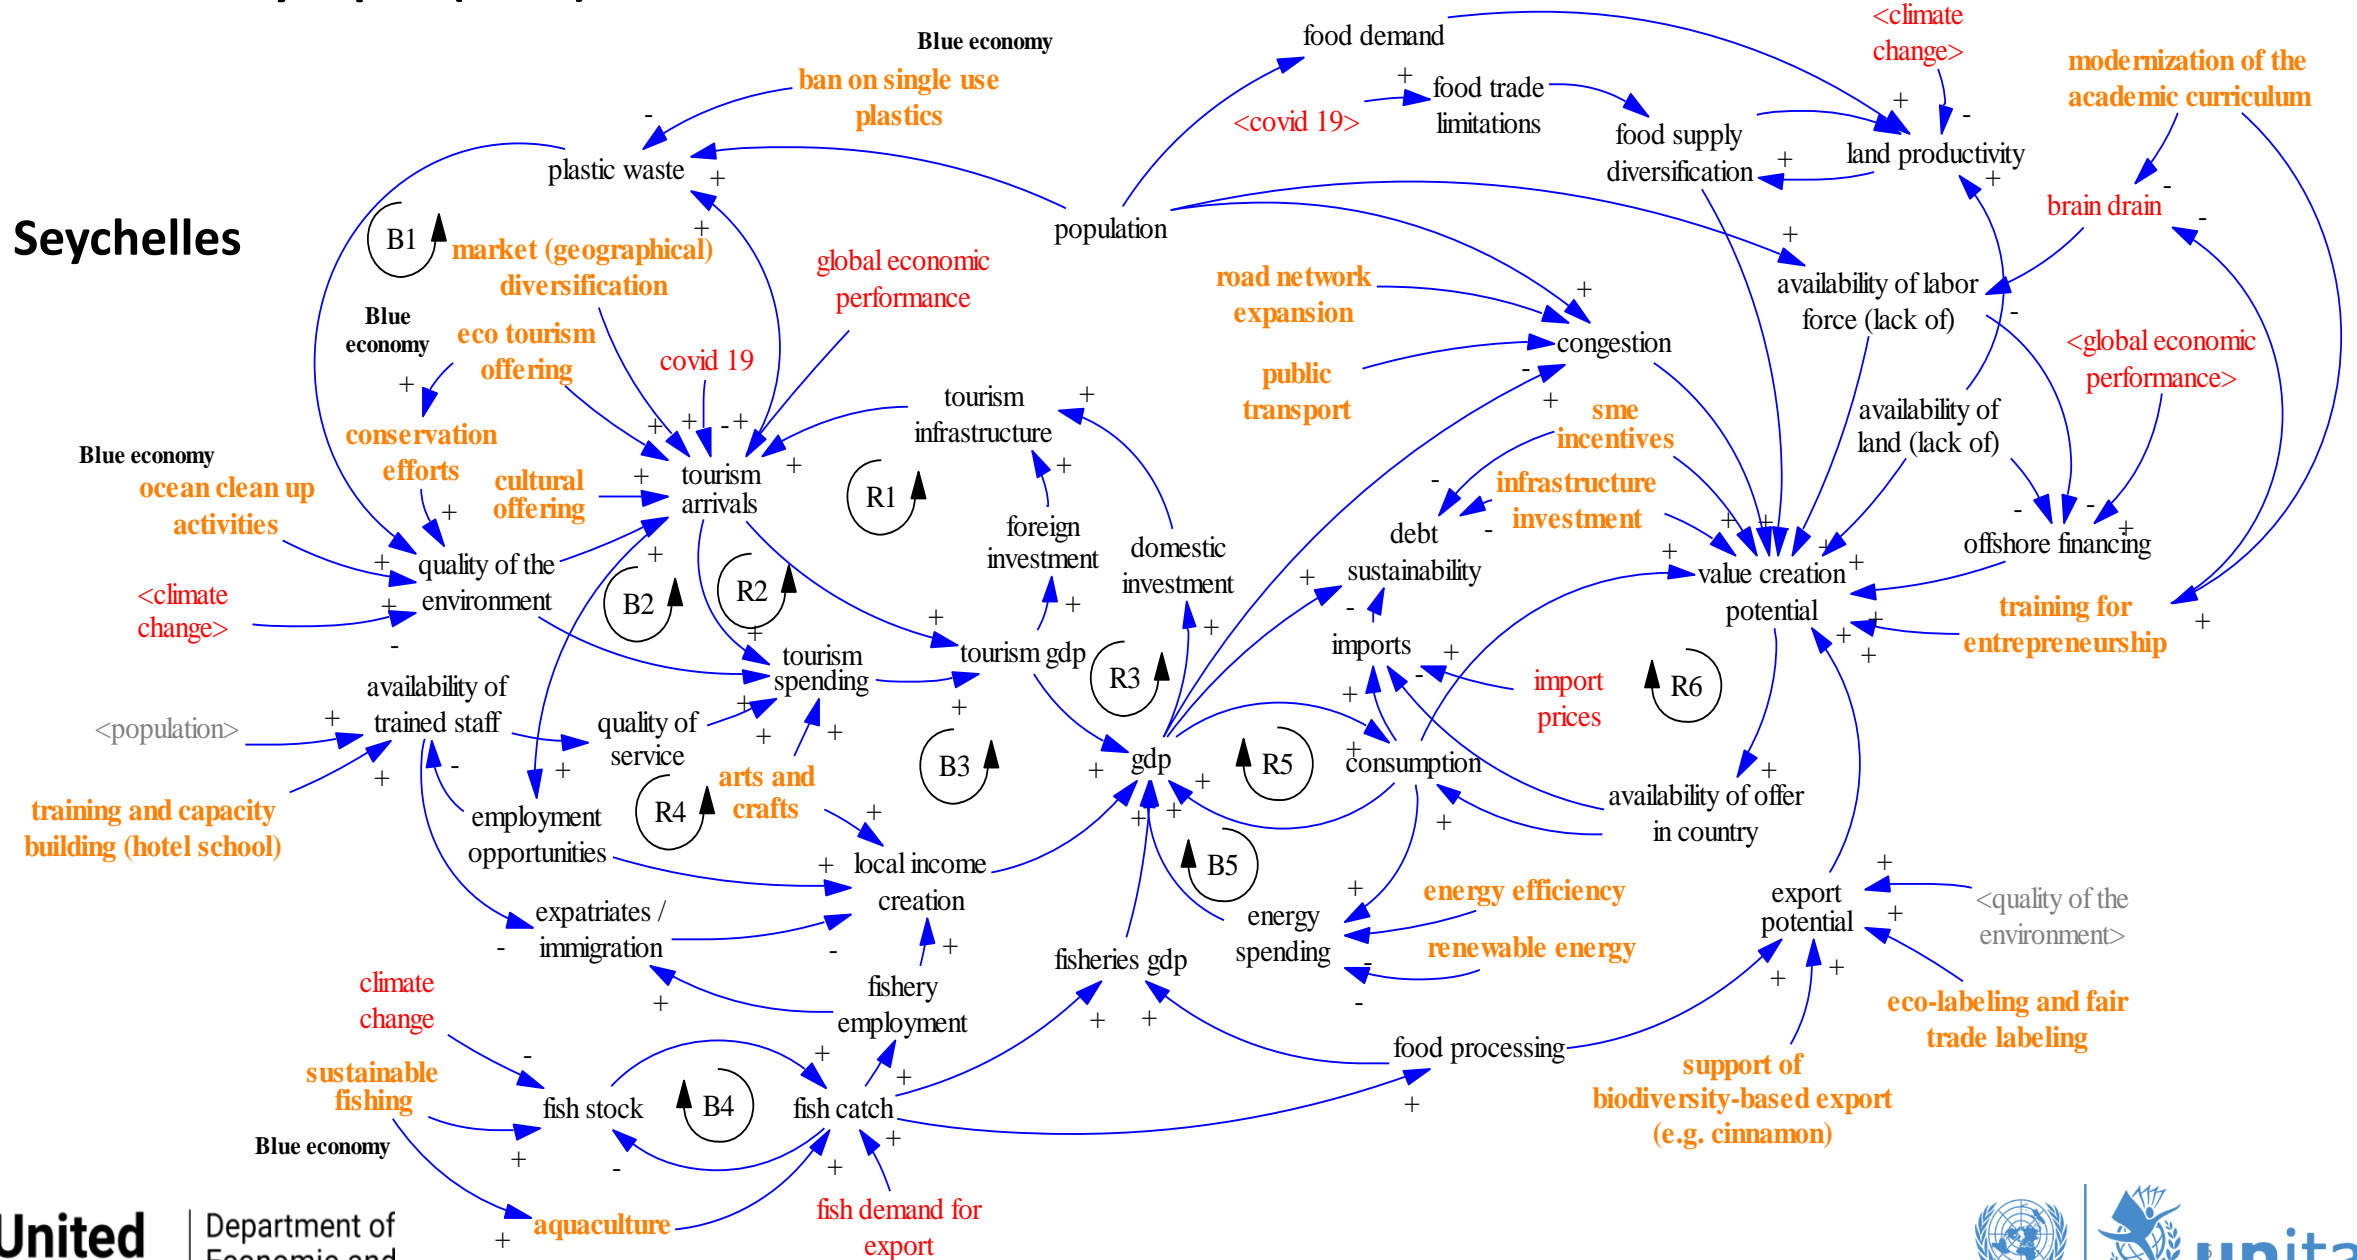 Seychelles
Blue economy
ban on single use
plastics
plastic waste
food demand
<covid 19>
food trade
limitations
food supply
diversification
<climate
change>
land productivity
modernization of the
academic curriculum
brain drain
population
B1
market (geographical)
diversification
global economic
performance
Blue
economy
eco tourism
offering
covid 19
conservation
efforts
Blue economy
ocean clean up
activities
cultural
offering
tourism
arrivals
tourism
infrastructure
R1
foreign
investment
domestic
investment
road network
expansion
public
transport
congestion
availability of labor
force (lack of)
<global economic
performance>
availability of
land (lack of)
sme
incentives
infrastructure
investment
debt
sustainability
offshore financing
value creation
potential
training for
entrepreneurship
quality of the
environment
<climate
change>
B2
R2
tourism
spending
tourism gdp
R3
imports
import
prices
R6
availability of
trained staff
<population>
quality of
service
training and capacity
building (hotel school)
employment
opportunities
R4
arts and
crafts
B3
gdp
R5
consumption
availability of offer
in country
local income
creation
B5
expatriates /
immigration
energy
spending
energy efficiency
renewable energy
export
potential
<quality of the
environment>
fishery
employment
fisheries gdp
climate
change
food processing
eco-labeling and fair
trade labeling
support of
biodiversity-based export
(e.g. cinnamon)
sustainable
fishing
Blue economy
fish stock
B4
fish catch
aquaculture
fish demand for
export
United
Department of
Economic and
unita